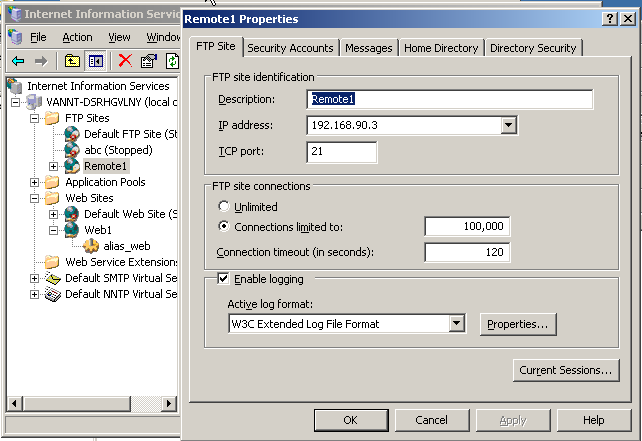 Internet Information Servic
File Action View Window
Internet Information Services
VANNT-DSRHGVLNY (local c
FTP Sites
Default FTP Site (St
abc (Stopped)
Remote1
Application Pools
Web Sites
Default Web Site (S
Web1
alias_web
Web Service Extensions
Default SMTP Virtual Se
Default NNTP Virtual Se
Remote1 Properties
FTP Site Security Accounts Messages Home Directory Directory Security
FTP site identification
Description: Remote1
IP address: 192.168.90.3
TCP port: 21
FTP site connections
Unlimited
Connections limited to: 100,000
Connection timeout (in seconds): 120
Enable logging
Active log format:
W3C Extended Log File Format Properties...
Current Sessions...
OK Cancel Apply Help